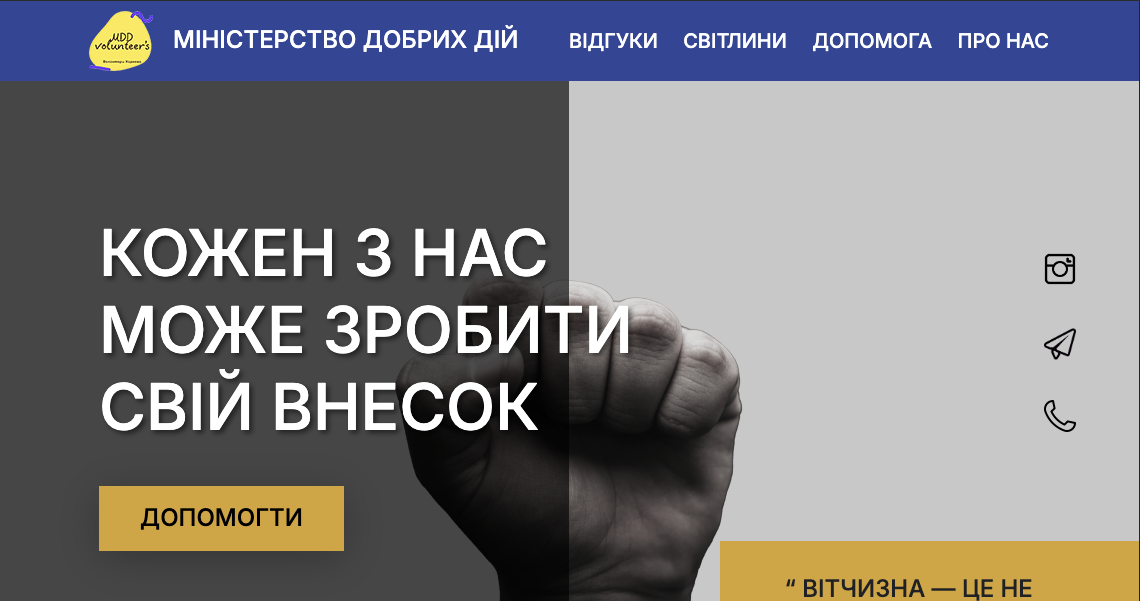 MDD
volunteer's
МІНІСТЕРСТВО ДОБРИХ ДІЙ
ВІДГУКИ
СВІТЛИНИ
ДОПОМОГА
ПРО НАС
КОЖЕН З НАС
МОЖЕ ЗРОБИТИ
СВІЙ ВНЕСОК
ДОПОМОГТИ
“ ВІТЧИЗНА — ЦЕ НЕ